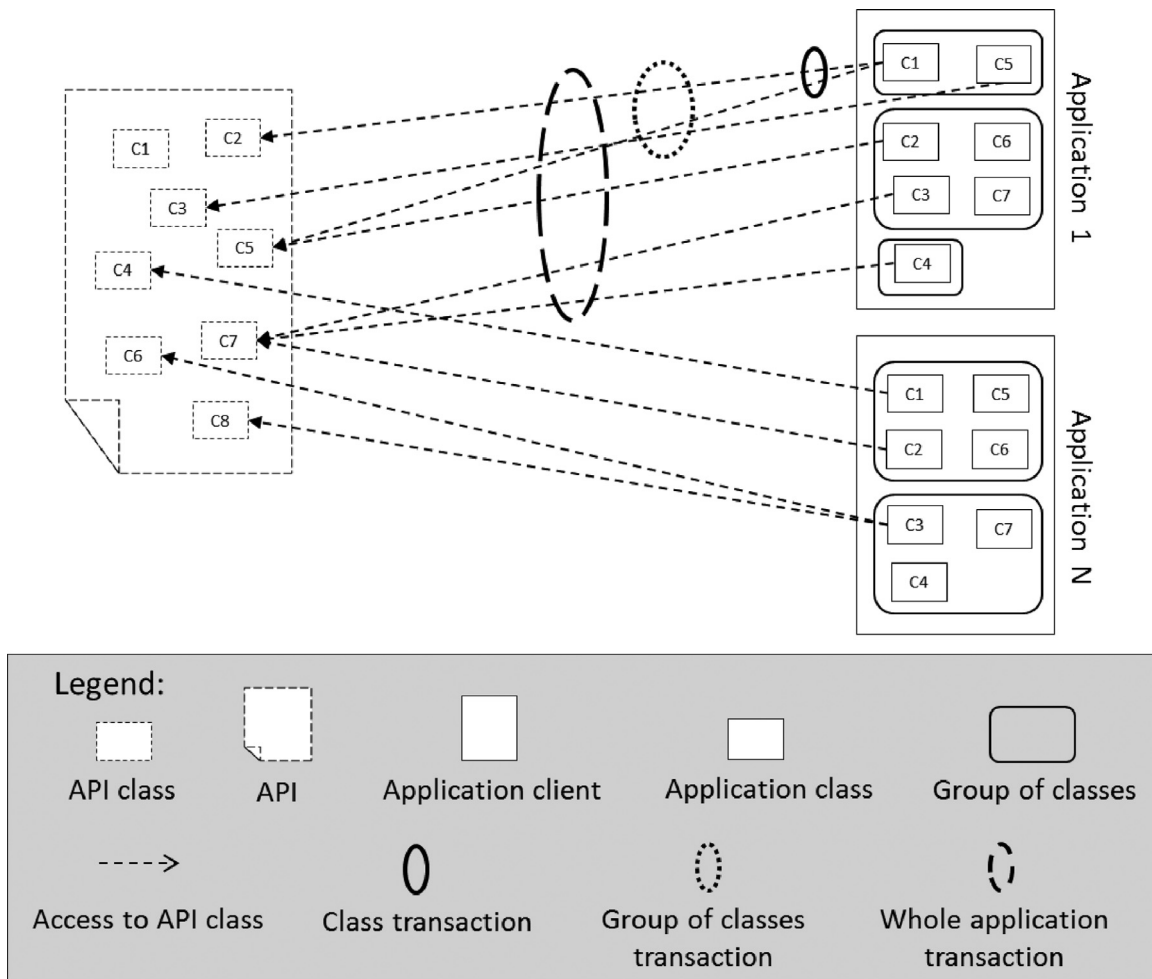 C1
C2
C3
C5
C4
C7
C6
C8
C1
C5
C2
C6
C3
C7
C4
Application 1
C1
C5
C2
C6
C3
C7
C4
Application N
Legend:
API class
API
Application client
Application class
Group of classes
Access to API class
Class transaction
Group of classes
transaction
Whole application
transaction